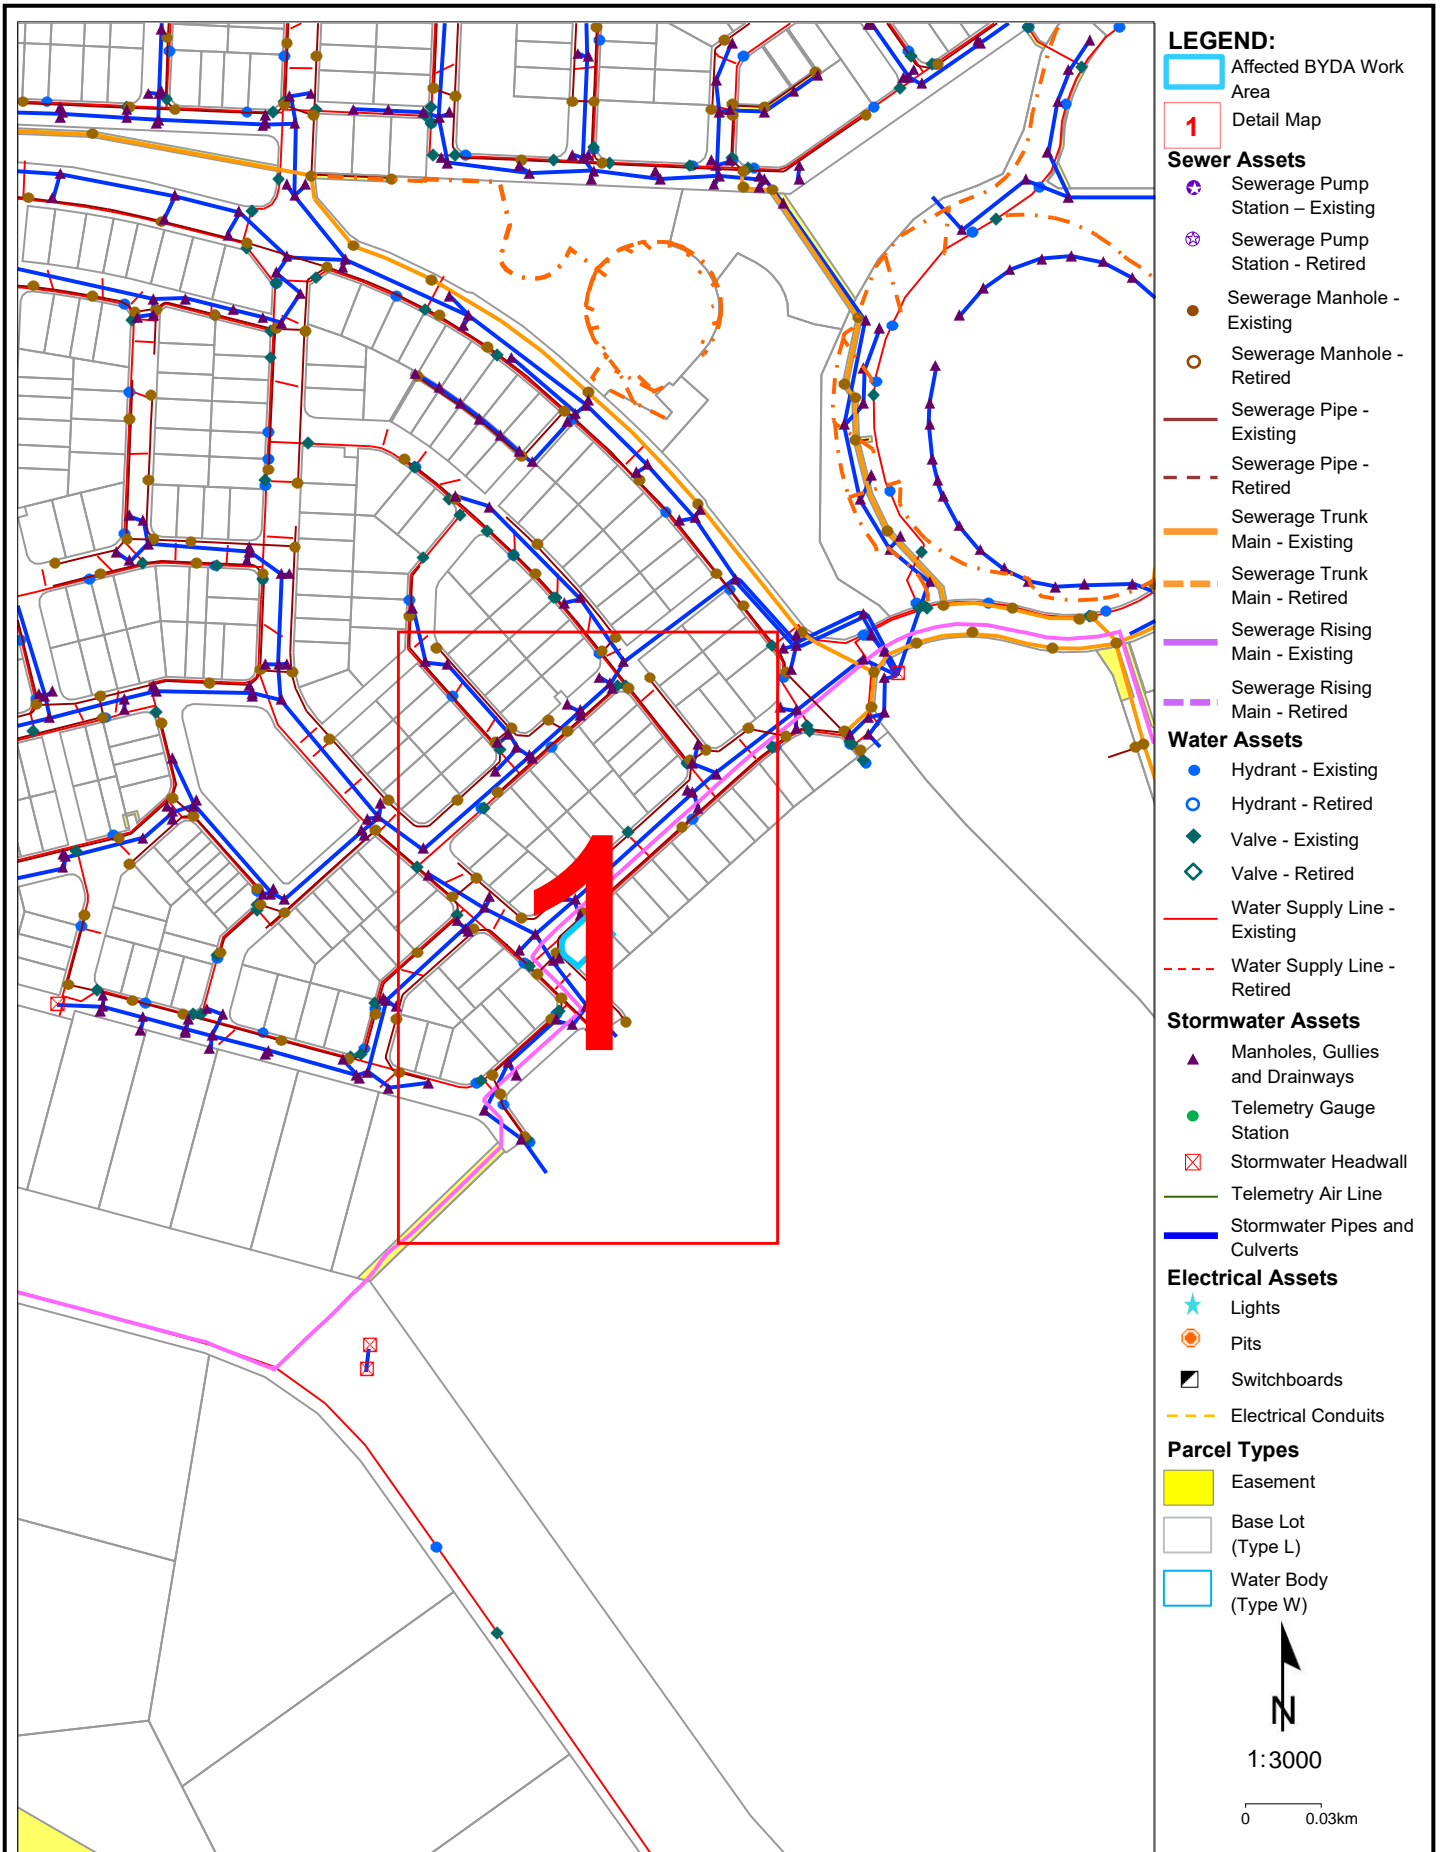 LEGEND:
Affected BYDA Work
Area
1
Detail Map
Sewer Assets
Sewerage Pump
Station – Existing
Sewerage Pump
Station - Retired
Sewerage Manhole -
Existing
Sewerage Manhole -
Retired
Sewerage Pipe -
Existing
Sewerage Pipe -
Retired
Sewerage Trunk
Main - Existing
Sewerage Trunk
Main - Retired
Sewerage Rising
Main - Existing
Sewerage Rising
Main - Retired
Water Assets
Hydrant - Existing
Hydrant - Retired
Valve - Existing
Valve - Retired
Water Supply Line -
Existing
Water Supply Line -
Retired
Stormwater Assets
Manholes, Gullies
and Drainways
Telemetry Gauge
Station
Stormwater Headwall
Telemetry Air Line
Stormwater Pipes and
Culverts
Electrical Assets
Lights
Pits
Switchboards
Electrical Conduits
Parcel Types
Easement
Base Lot
(Type L)
Water Body
(Type W)
N
1:3000
0 0.03km
1